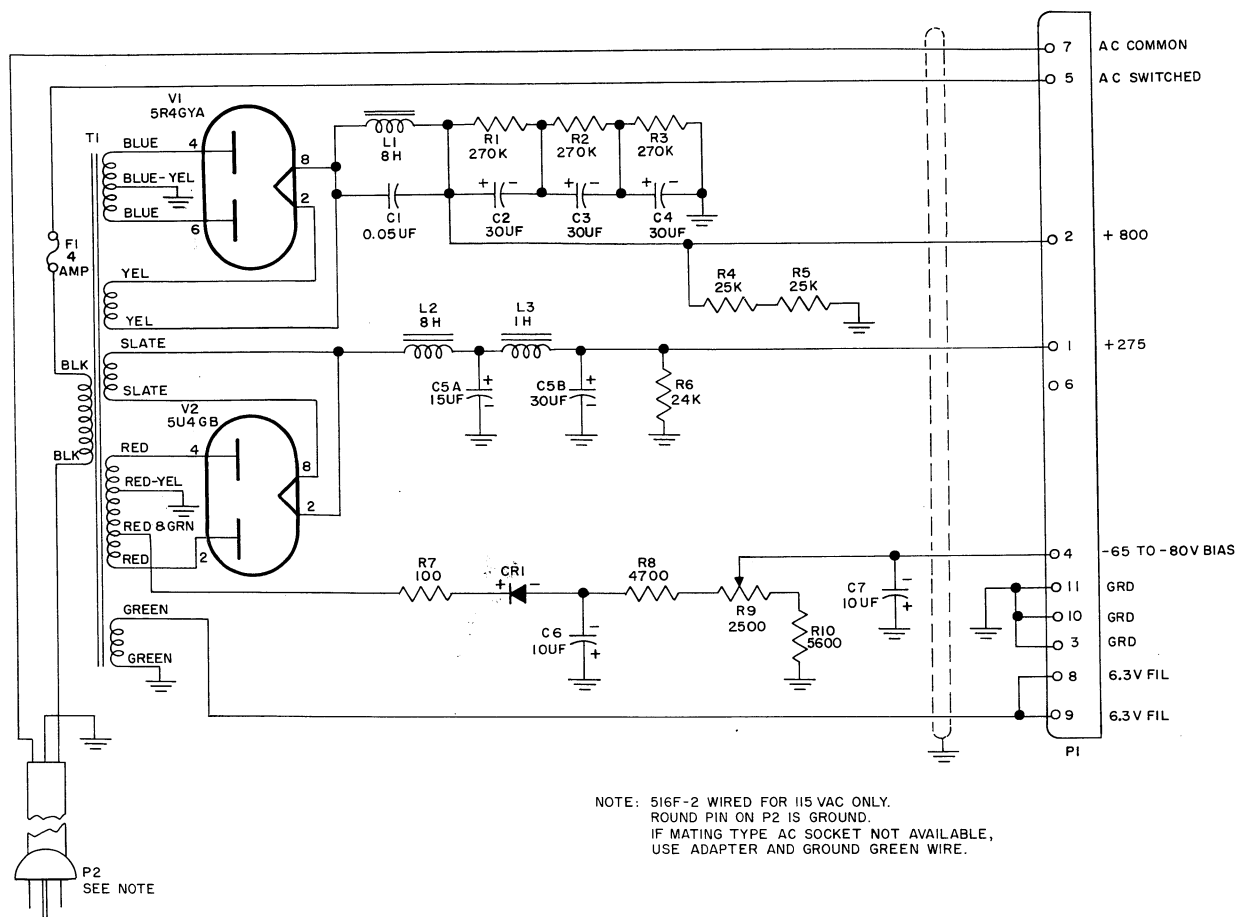 7 AC COMMON
5 AC SWITCHED
V1
5R4GYA
T1
BLUE
4
8
BLUE-YEL
2
BLUE
6
L1
8H
R1
270K
R2
270K
R3
270K
C1
0.05UF
+ -
C2
30UF
+ -
C3
30UF
+ -
C4
30UF
F1
4
AMP
2 + 800
YEL
YEL
R4
25K
R5
25K
SLATE
SLATE
L2
8H
L3
1H
1 +275
6
BLK
BLK
C5A
15UF
+
-
C5B
30UF
+
-
R6
24K
V2
5U4GB
RED
4
8
RED-YEL
2
RED & GRN
RED
2
R7
100
+ CR1 -
R8
4700
R9
2500
R10
5600
C6
10UF
-
+
C7
10UF
-
+
4 -65 TO -80V BIAS
11 GRD
10 GRD
3 GRD
8 6.3V FIL
9 6.3V FIL
GREEN
GREEN
P1
NOTE: 516F-2 WIRED FOR 115 VAC ONLY.
ROUND PIN ON P2 IS GROUND.
IF MATING TYPE AC SOCKET NOT AVAILABLE,
USE ADAPTER AND GROUND GREEN WIRE.
P2
SEE NOTE